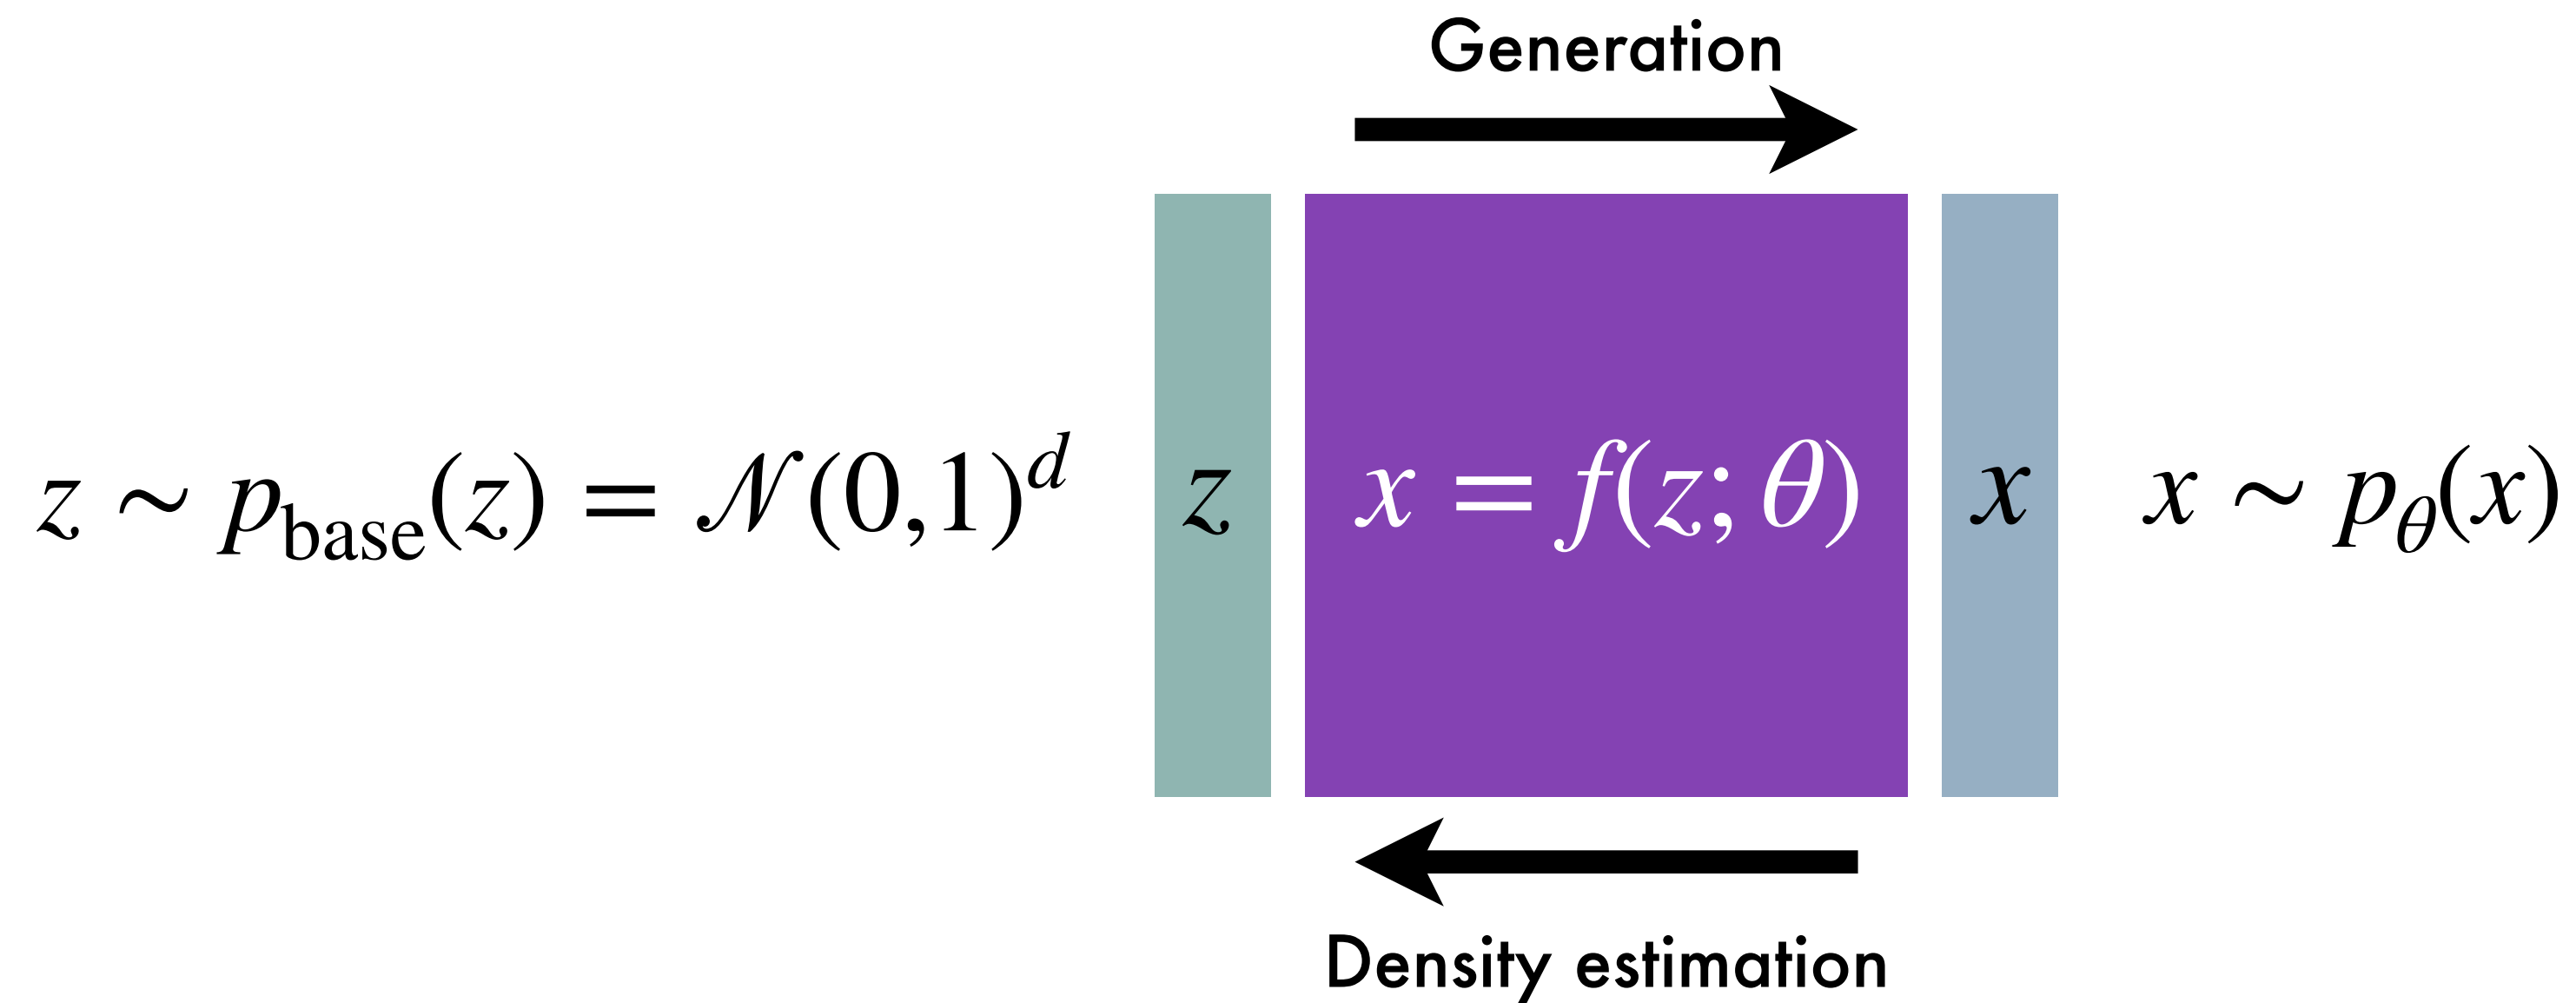 Generation
z ∼ p_base(z) = 𝒩(0,1)^d z x = f(z; θ) x x ∼ p_θ(x)
Density estimation